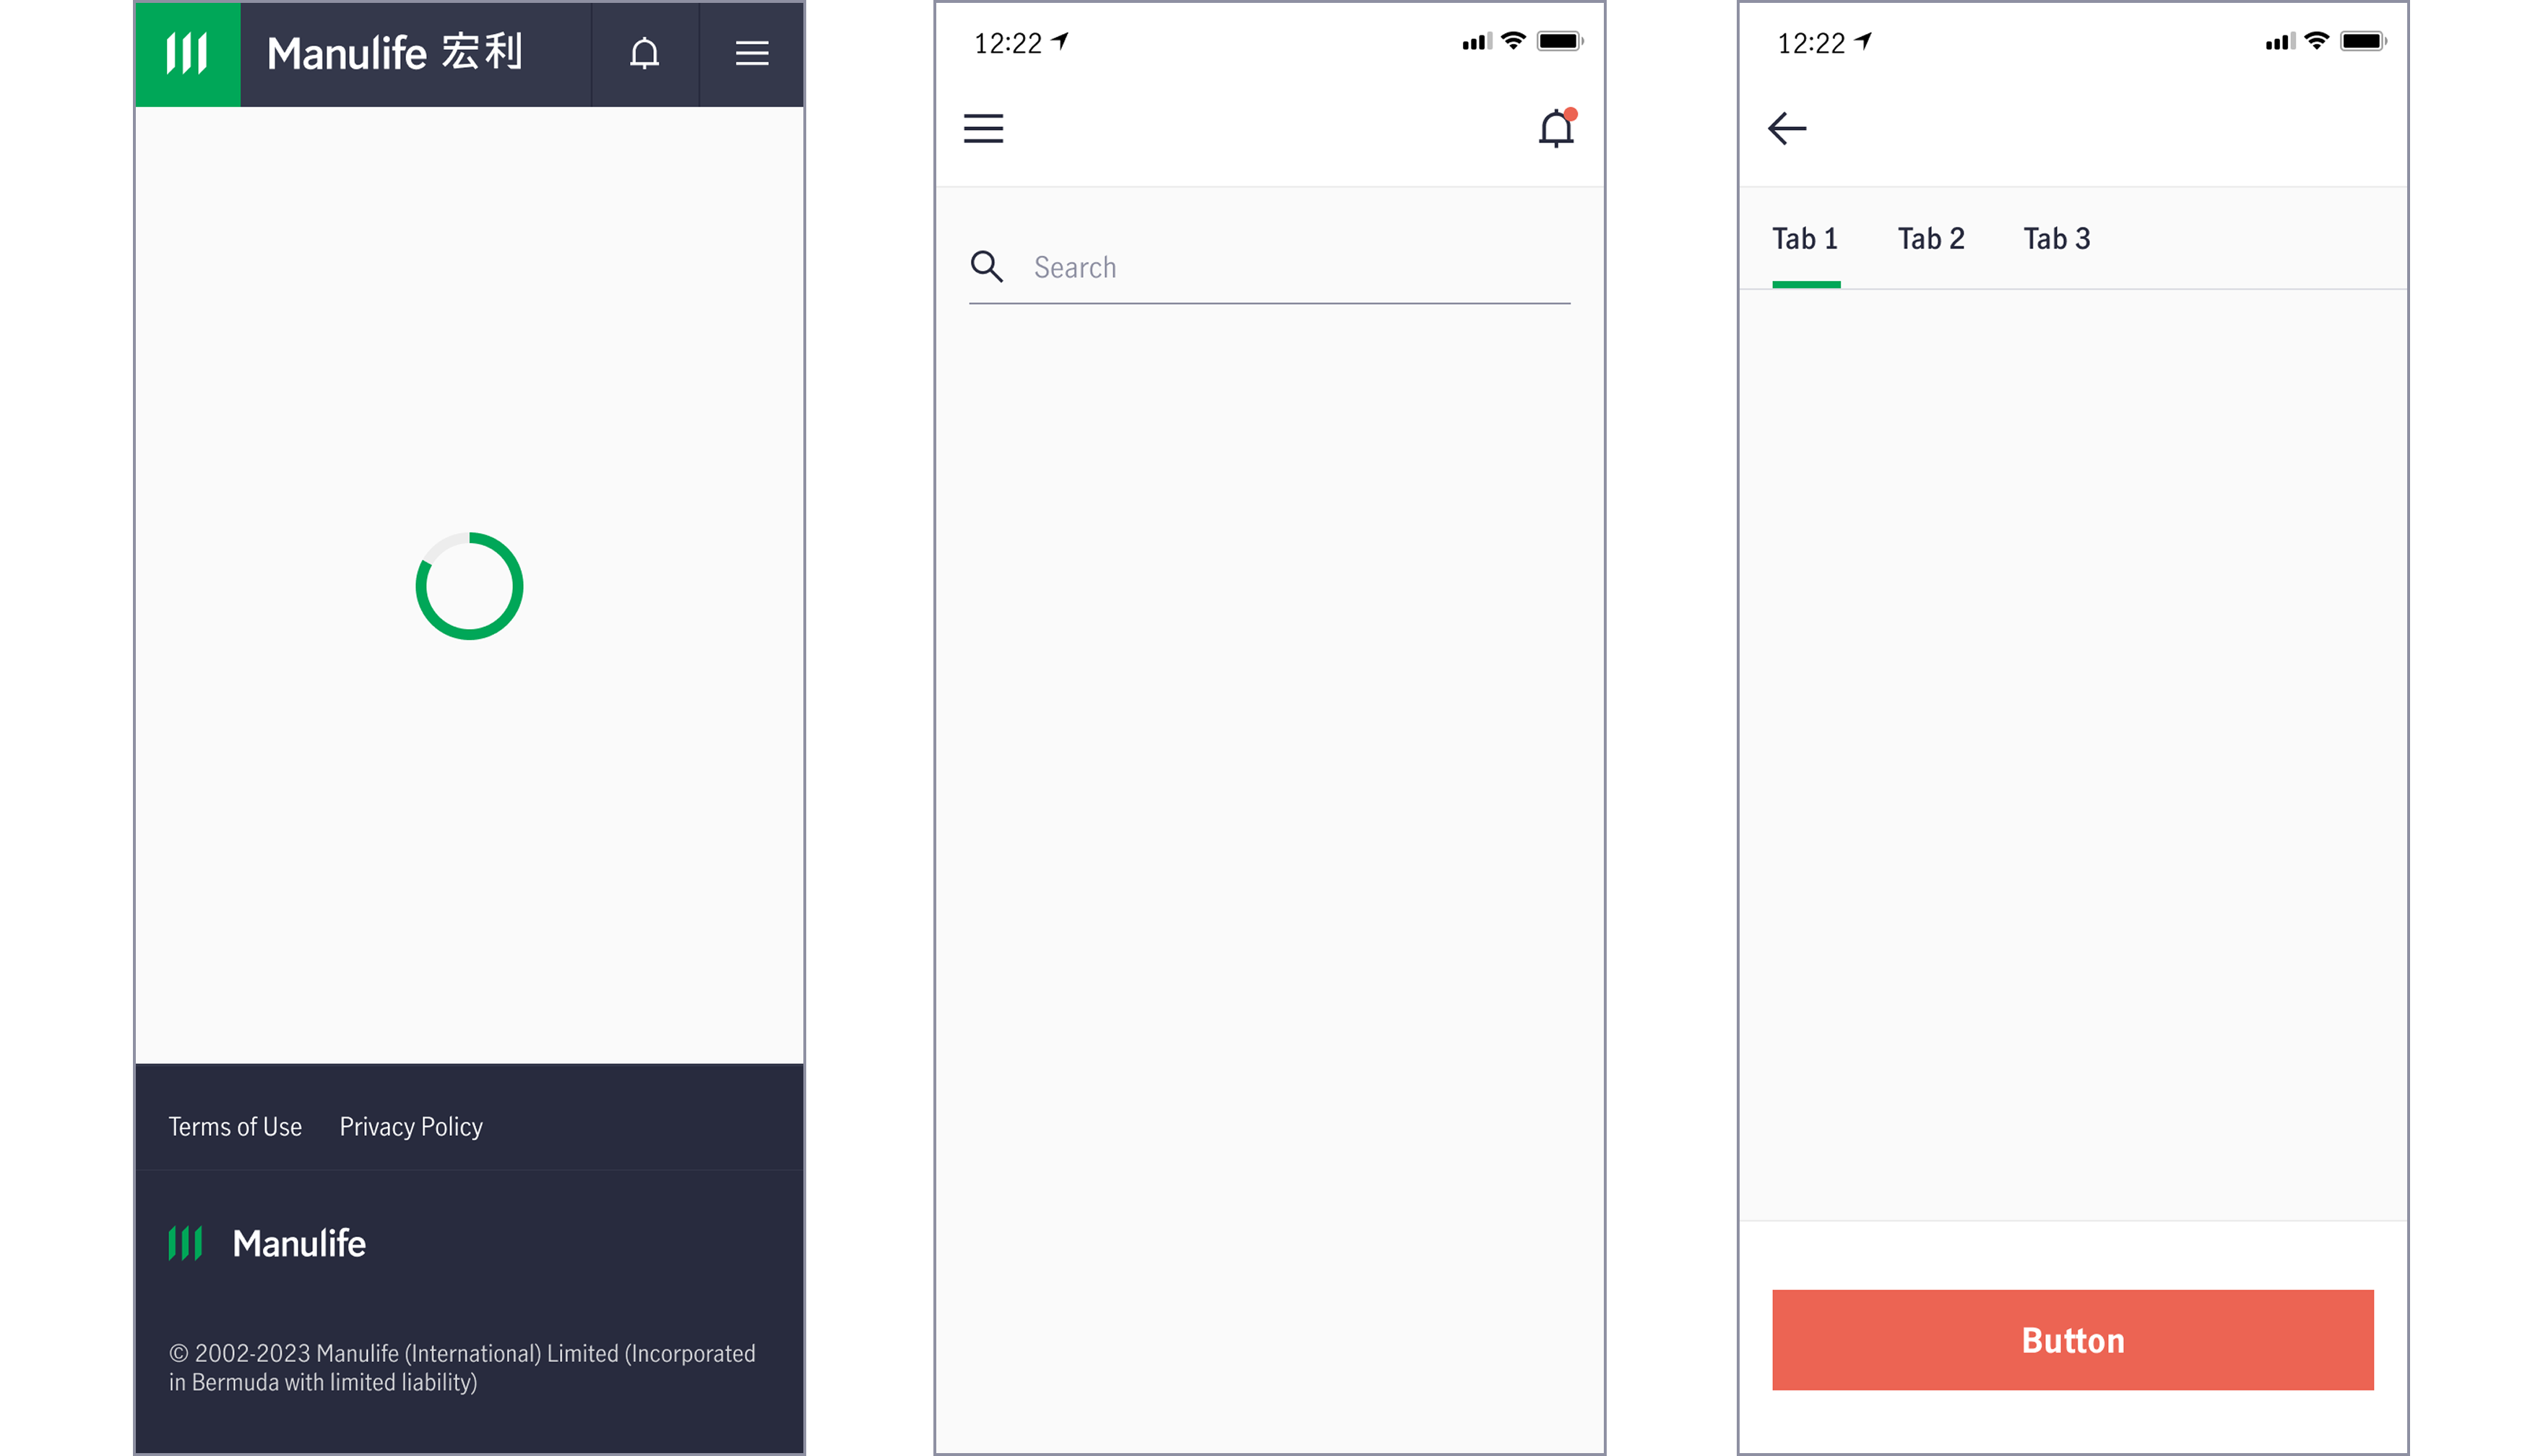 Manulife 宏利
Terms of Use Privacy Policy
Manulife
© 2002-2023 Manulife (International) Limited (Incorporated
in Bermuda with limited liability)
12:22
Search
12:22
Tab 1 Tab 2 Tab 3
Button